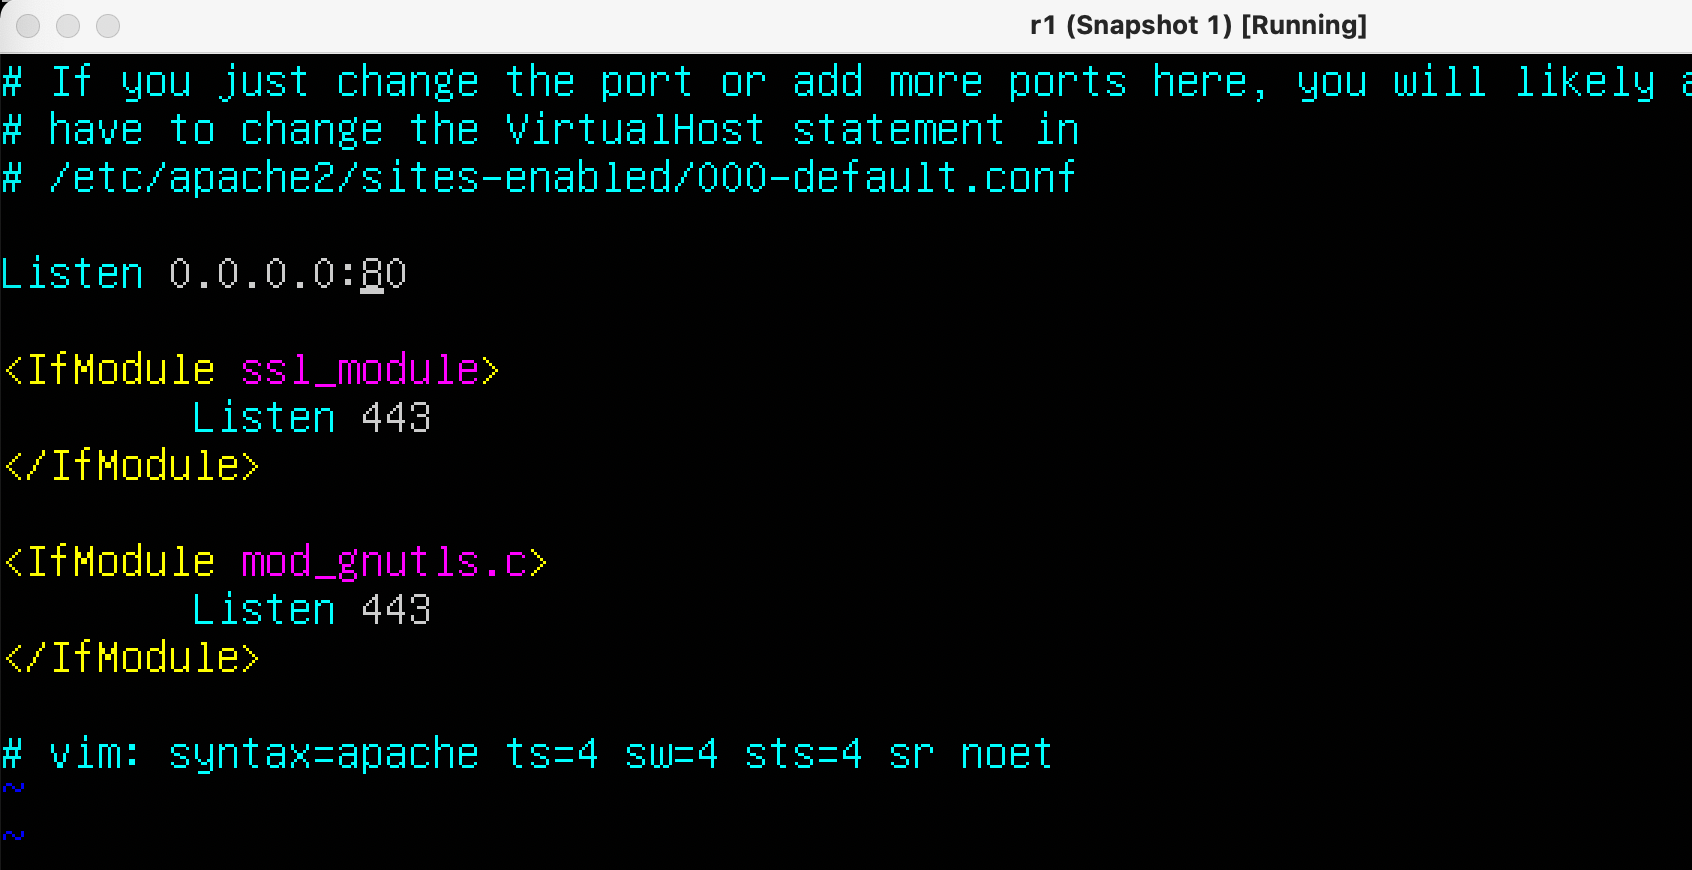 r1 (Snapshot 1) [Running]
# If you just change the port or add more ports here, you will likely
# have to change the VirtualHost statement in
# /etc/apache2/sites-enabled/000-default.conf
Listen 0.0.0.0:80
<IfModule ssl_module>
Listen 443
</IfModule>
<IfModule mod_gnutls.c>
Listen 443
</IfModule>
# vim: syntax=apache ts=4 sw=4 sts=4 sr noet
~
~